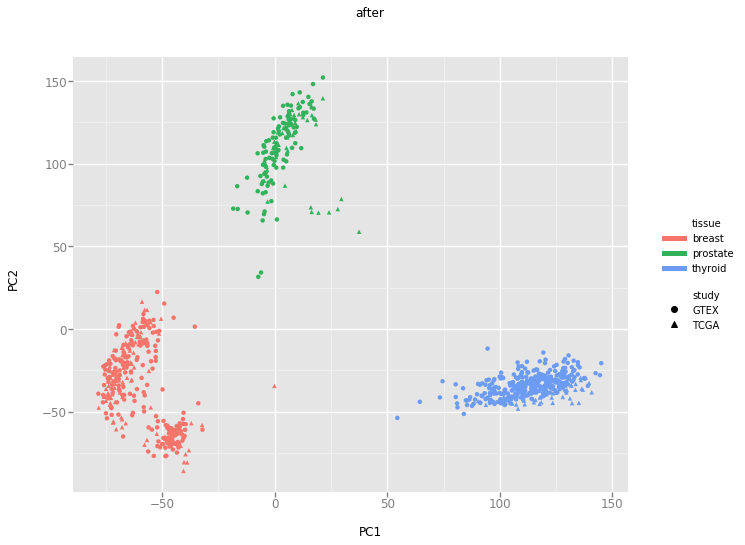 after
150
100
50
0
−50
−50
0
50
100
150
PC1
PC2
tissue
breast
prostate
thyroid
study
GTEX
TCGA